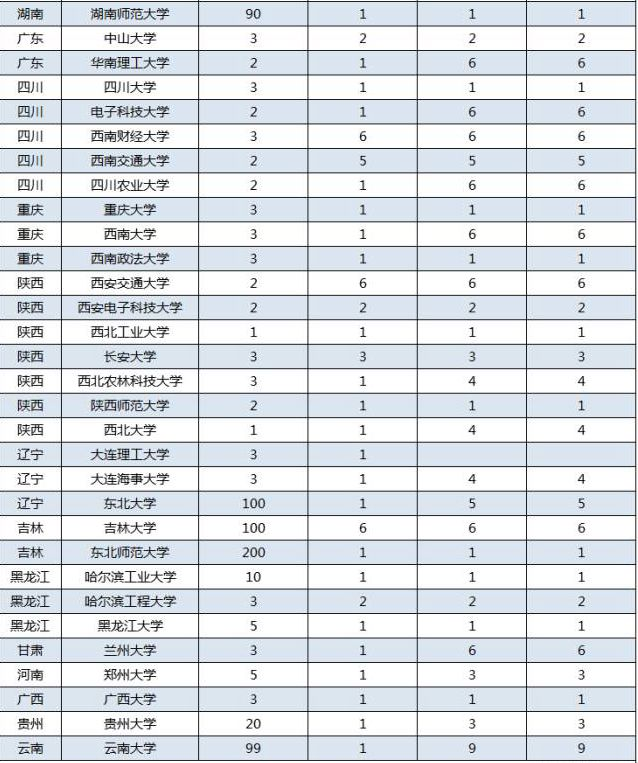 湖南 湖南师范大学 90 1 1 1
广东 中山大学 3 2 2 2
广东 华南理工大学 2 1 6 6
四川 四川大学 3 1 1 1
四川 电子科技大学 2 1 6 6
四川 西南财经大学 3 6 6 6
四川 西南交通大学 2 5 5 5
四川 四川农业大学 2 1 6 6
重庆 重庆大学 3 1 1 1
重庆 西南大学 3 1 6 6
重庆 西南政法大学 3 1 1 1
陕西 西安交通大学 2 6 6 6
陕西 西安电子科技大学 2 2 2 2
陕西 西北工业大学 1 1 1 1
陕西 长安大学 3 3 3 3
陕西 西北农林科技大学 3 1 4 4
陕西 陕西师范大学 2 1 1 1
陕西 西北大学 1 1 4 4
辽宁 大连理工大学 3 1
辽宁 大连海事大学 3 1 4 4
辽宁 东北大学 100 1 5 5
吉林 吉林大学 100 6 6 6
吉林 东北师范大学 200 1 1 1
黑龙江 哈尔滨工业大学 10 1 1 1
黑龙江 哈尔滨工程大学 3 2 2 2
黑龙江 黑龙江大学 5 1 1 1
甘肃 兰州大学 3 1 6 6
河南 郑州大学 5 1 3 3
广西 广西大学 3 1 1 1
贵州 贵州大学 20 1 3 3
云南 云南大学 99 1 9 9